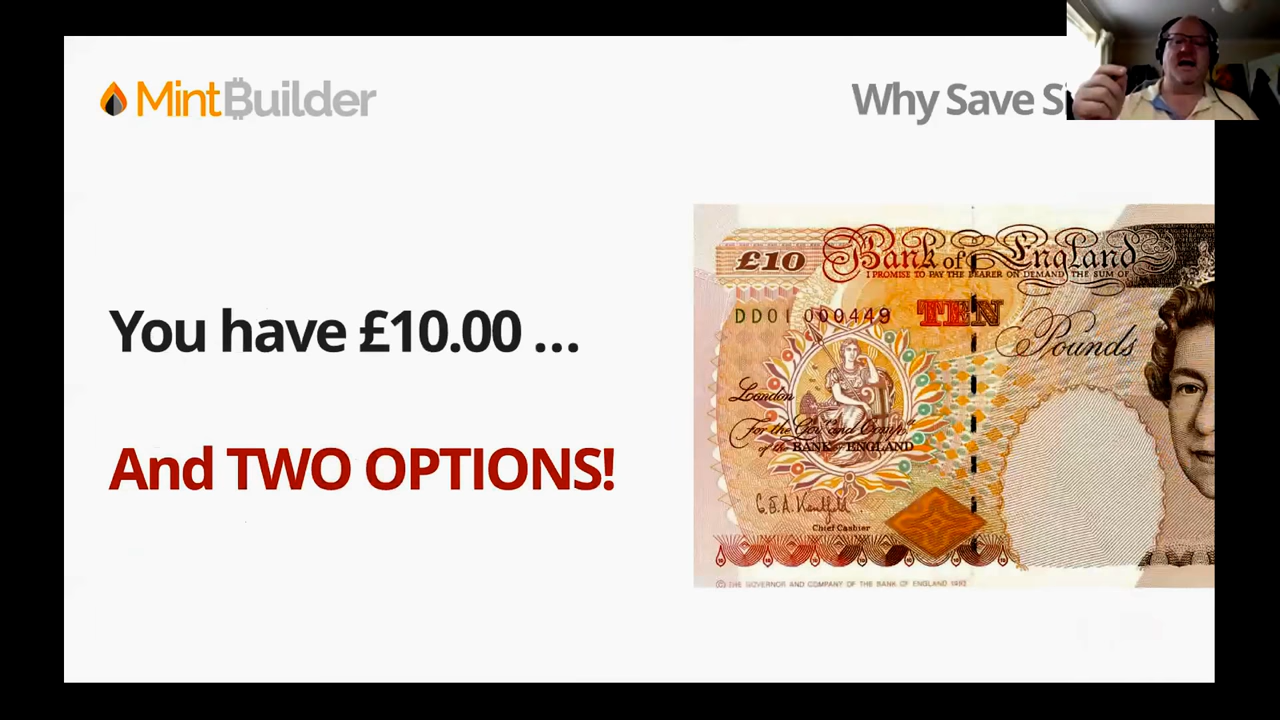 MintBuilder
Why Save
You have £10.00 ...
And TWO OPTIONS!
£10
Bank of England
I PROMISE TO PAY THE BEARER ON DEMAND THE SUM OF
DD01 000449
TEN
Pounds
London
For the Gov.r and Comp.a
of the BANK of ENGLAND
Chief Cashier
© THE GOVERNOR AND COMPANY OF THE BANK OF ENGLAND